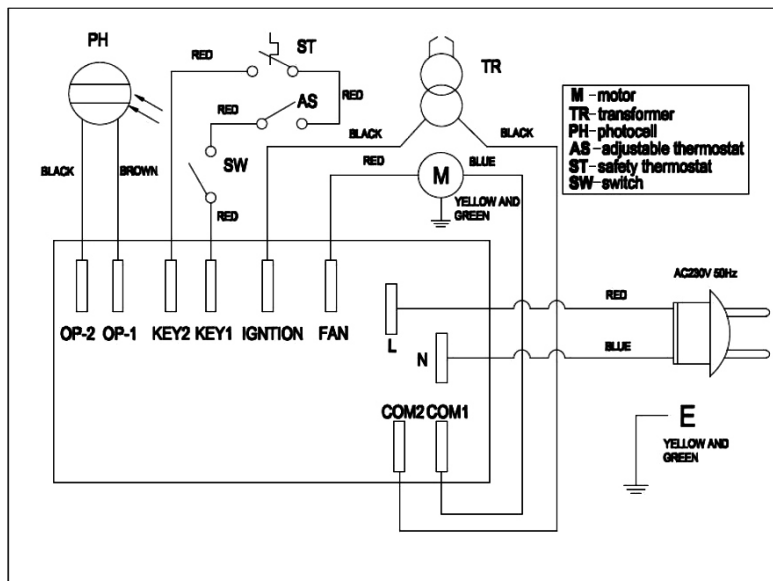 PH
RED
ST
TR
M - motor
TR-transformer
PH-photocell
AS-adjustable thermostat
ST-safety thermostat
SW-switch
RED
AS
RED
BLACK
BLACK
SW
RED
BLUE
BLACK
BROWN
M
RED
YELLOW AND
GREEN
AC230V 50Hz
RED
OP-2 OP-1 KEY2 KEY1 IGNTION FAN
L
N
BLUE
COM2 COM1
E
YELLOW AND
GREEN